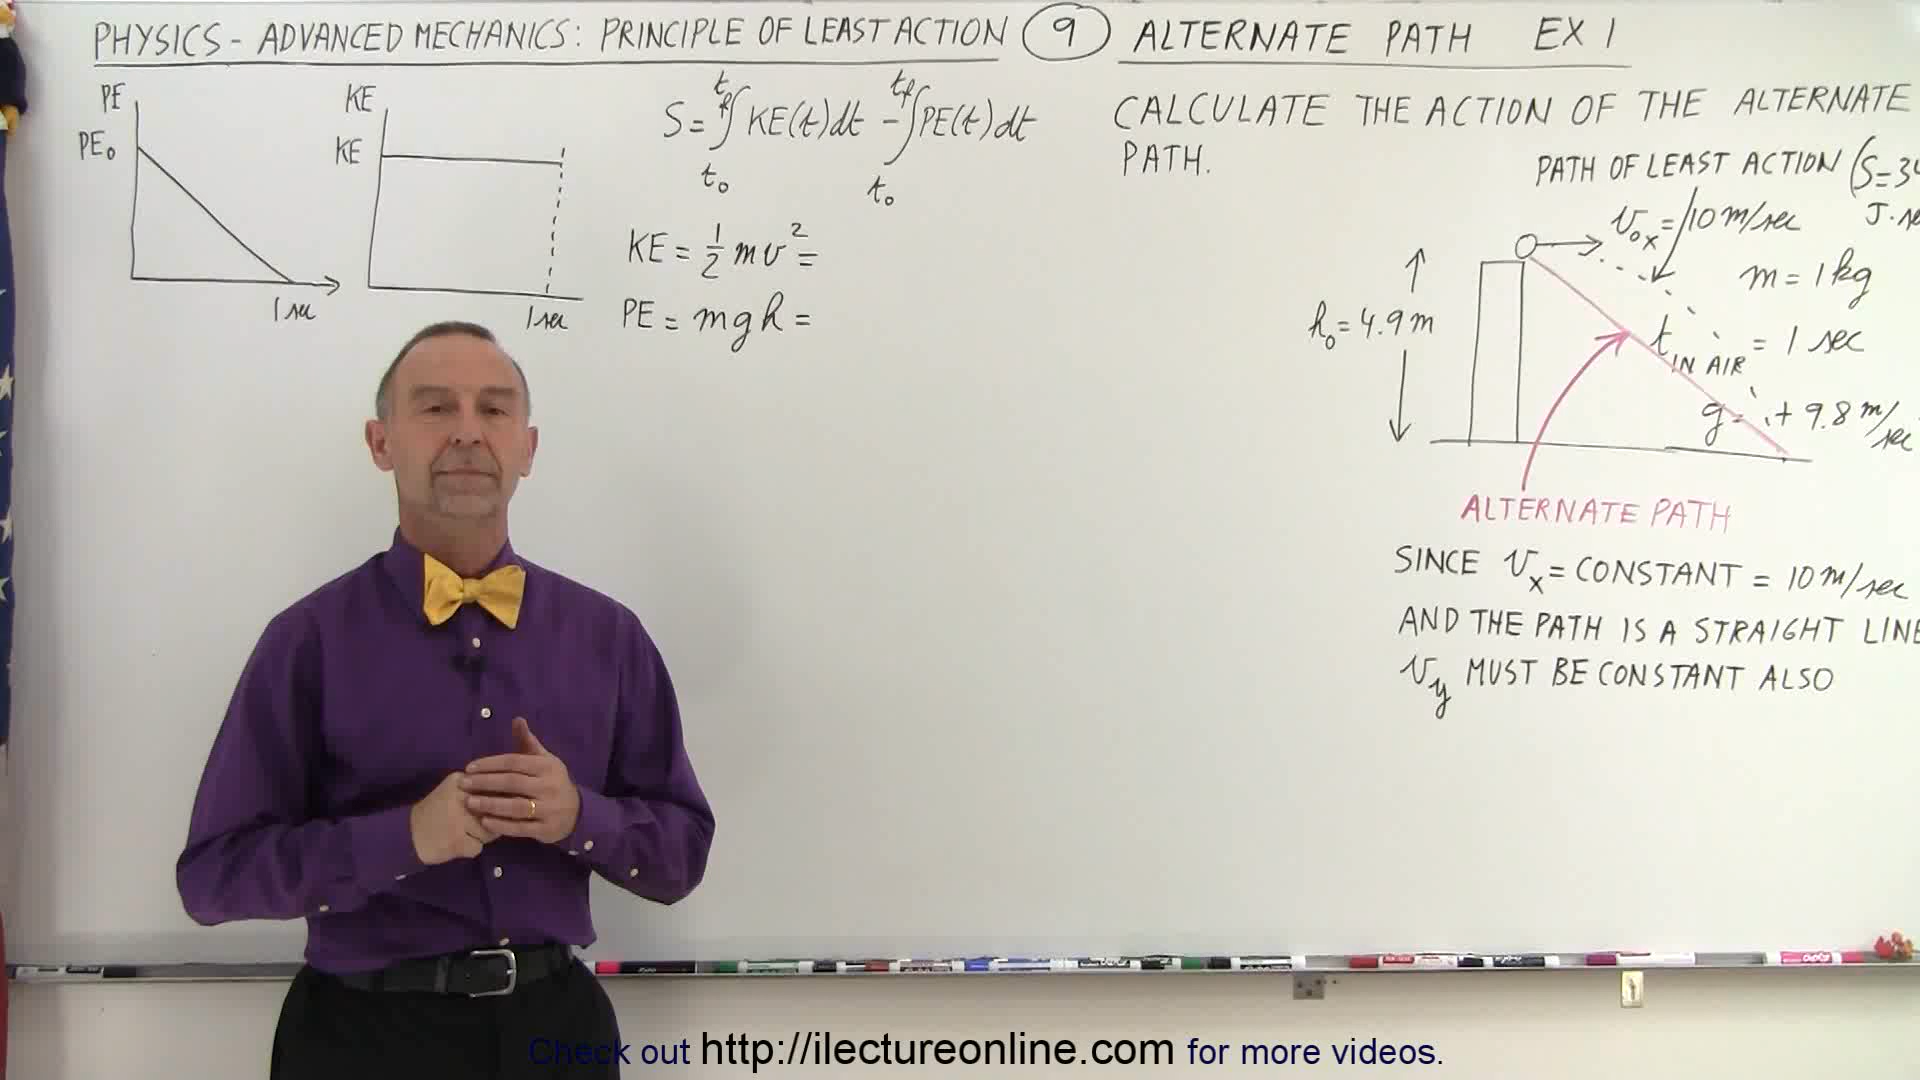 PHYSICS - ADVANCED MECHANICS: PRINCIPLE OF LEAST ACTION 9 ALTERNATE PATH EX 1
PE
PE₀
1 sec
KE
KE
1 sec
S = ∫ KE(t)dt - ∫ PE(t)dt
t_f
t₀
t_f
t₀
KE = ½ mv² =
PE = mgh =
CALCULATE THE ACTION OF THE ALTERNATE
PATH.
PATH OF LEAST ACTION (S=34
J·se
v₀ₓ = 10 m/sec
m = 1 kg
h₀ = 4.9 m
t IN AIR = 1 sec
g = + 9.8 m/sec
ALTERNATE PATH
SINCE vₓ = CONSTANT = 10 m/sec
AND THE PATH IS A STRAIGHT LINE
v_y MUST BE CONSTANT ALSO
Check out http://ilectureonline.com for more videos.